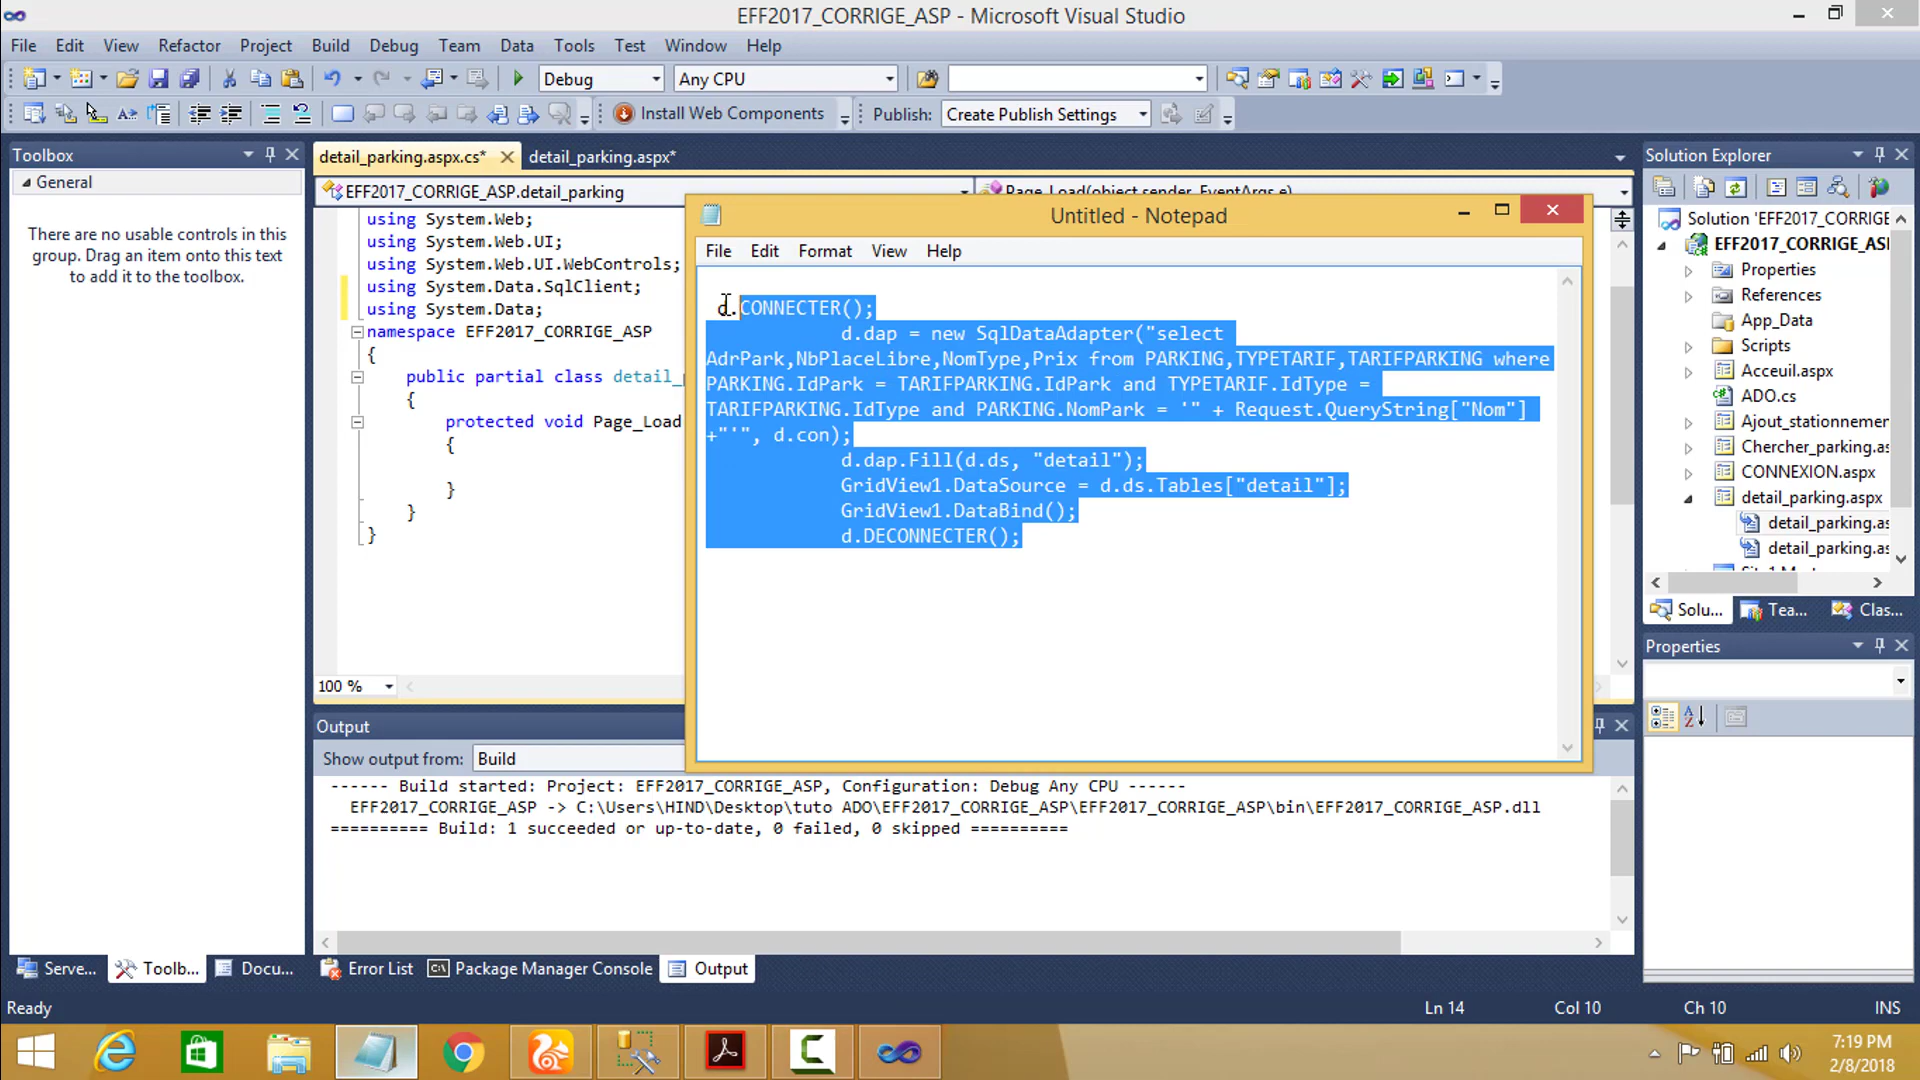 EFF2017_CORRIGE_ASP - Microsoft Visual Studio
File Edit View Refactor Project Build Debug Team Data Tools Test Window Help
Debug Any CPU
Install Web Components Publish: Create Publish Settings
Toolbox
General
There are no usable controls in this
group. Drag an item onto this text
to add it to the toolbox.
detail_parking.aspx.cs* detail_parking.aspx*
EFF2017_CORRIGE_ASP.detail_parking Page_Load(object sender, EventArgs e)
using System.Web;
using System.Web.UI;
using System.Web.UI.WebControls;
using System.Data.SqlClient;
using System.Data;
namespace EFF2017_CORRIGE_ASP
{
public partial class detail_
{
protected void Page_Load
{
}
}
}
100 %
Untitled - Notepad
File Edit Format View Help
d.CONNECTER();
d.dap = new SqlDataAdapter("select
AdrPark,NbPlaceLibre,NomType,Prix from PARKING,TYPETARIF,TARIFPARKING where
PARKING.IdPark = TARIFPARKING.IdPark and TYPETARIF.IdType =
TARIFPARKING.IdType and PARKING.NomPark = '" + Request.QueryString["Nom"]
+"'", d.con);
d.dap.Fill(d.ds, "detail");
GridView1.DataSource = d.ds.Tables["detail"];
GridView1.DataBind();
d.DECONNECTER();
Solution Explorer
Solution 'EFF2017_CORRIGE
EFF2017_CORRIGE_ASI
Properties
References
App_Data
Scripts
Acceuil.aspx
ADO.cs
Ajout_stationnemen
Chercher_parking.as
CONNEXION.aspx
detail_parking.aspx
detail_parking.as
detail_parking.as
Solu... Tea... Clas...
Properties
Output
Show output from: Build
------ Build started: Project: EFF2017_CORRIGE_ASP, Configuration: Debug Any CPU ------
EFF2017_CORRIGE_ASP -> C:\Users\HIND\Desktop\tuto ADO\EFF2017_CORRIGE_ASP\EFF2017_CORRIGE_ASP\bin\EFF2017_CORRIGE_ASP.dll
========== Build: 1 succeeded or up-to-date, 0 failed, 0 skipped ==========
Serve... Toolb... Docu... Error List Package Manager Console Output
Ready Ln 14 Col 10 Ch 10 INS
7:19 PM
2/8/2018